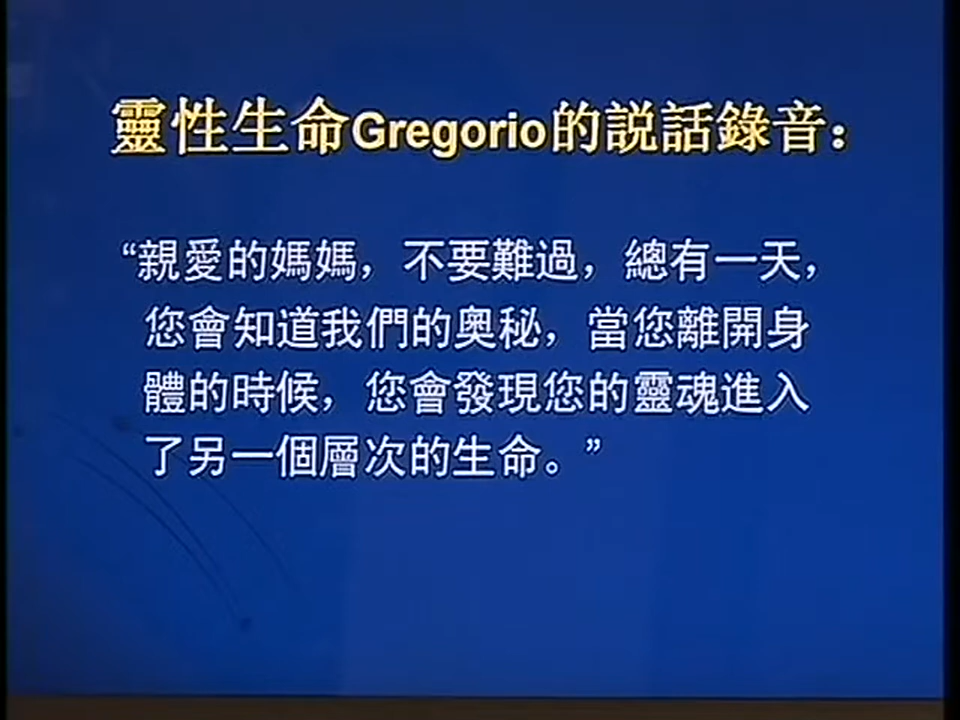 靈性生命Gregorio的説話錄音：
“親愛的媽媽，不要難過，總有一天，
您會知道我們的奥秘，當您離開身
體的時候，您會發現您的靈魂進入
了另一個層次的生命。”